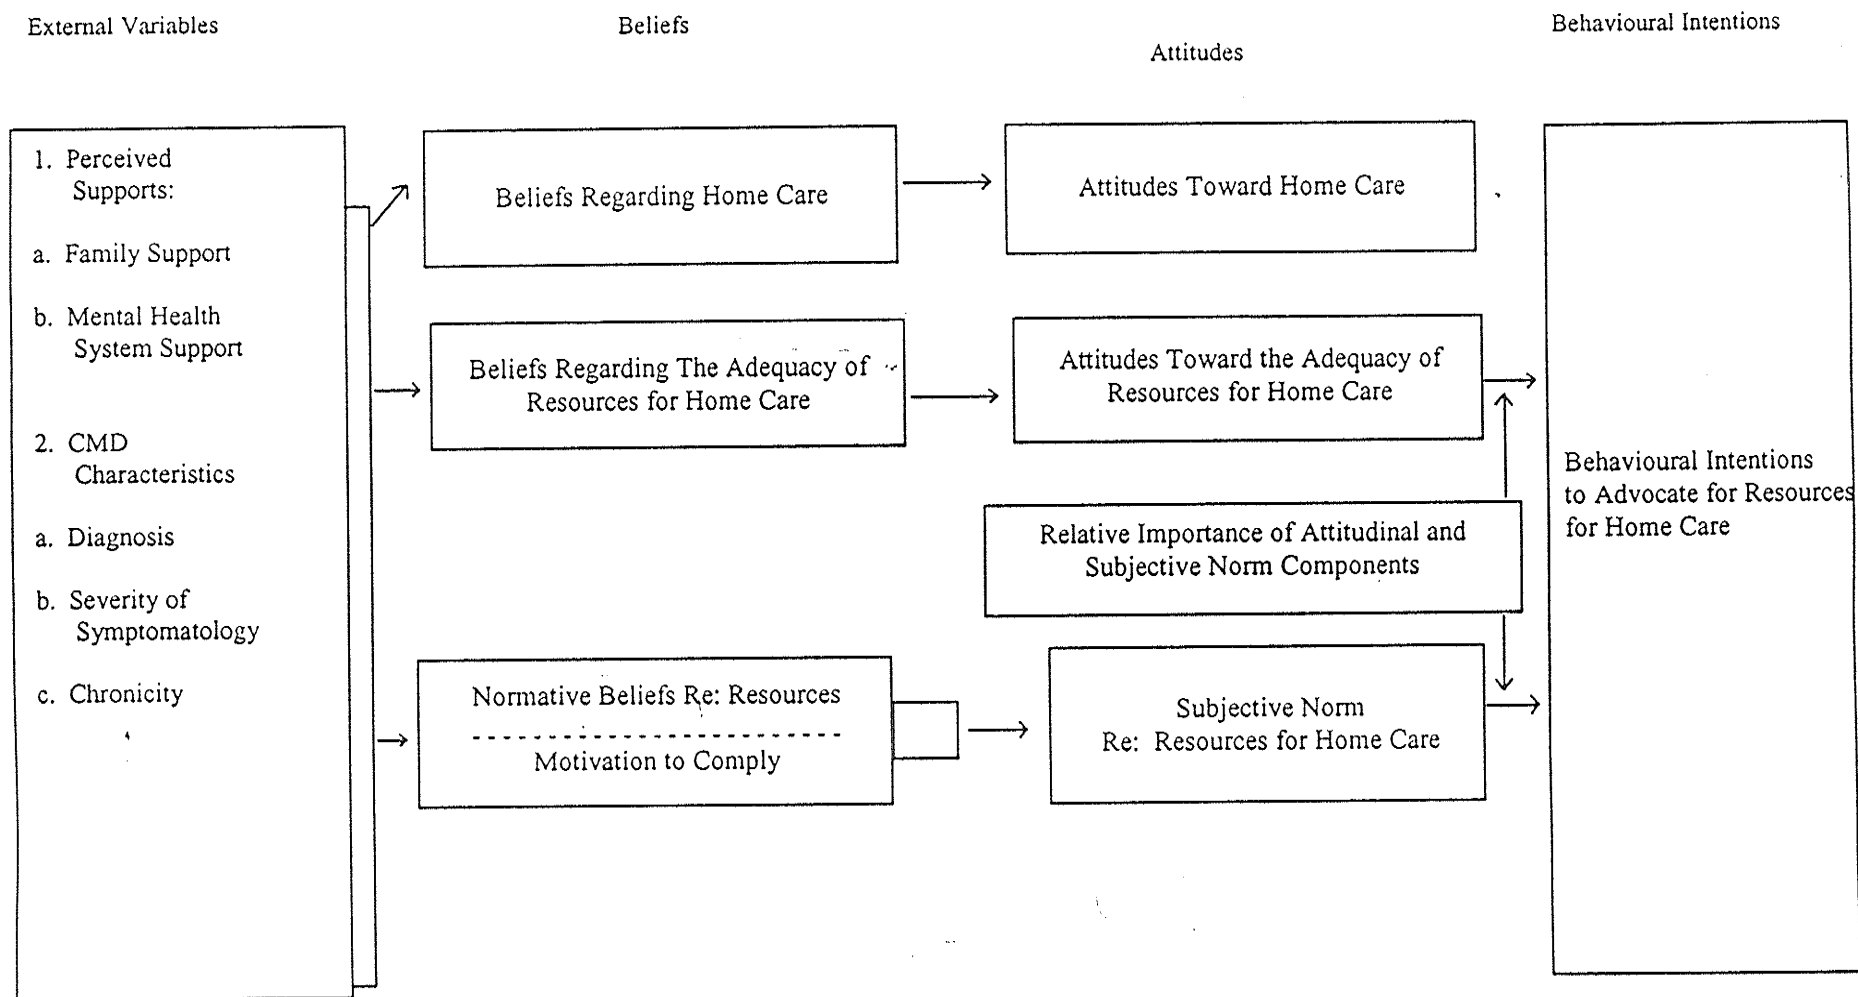 External Variables
Beliefs
Attitudes
Behavioural Intentions
1. Perceived
Supports:
a. Family Support
b. Mental Health
System Support
2. CMD
Characteristics
a. Diagnosis
b. Severity of
Symptomatology
c. Chronicity
Beliefs Regarding Home Care
Beliefs Regarding The Adequacy of
Resources for Home Care
Normative Beliefs Re: Resources
Motivation to Comply
Attitudes Toward Home Care
Attitudes Toward the Adequacy of
Resources for Home Care
Relative Importance of Attitudinal and
Subjective Norm Components
Subjective Norm
Re: Resources for Home Care
Behavioural Intentions
to Advocate for Resources
for Home Care